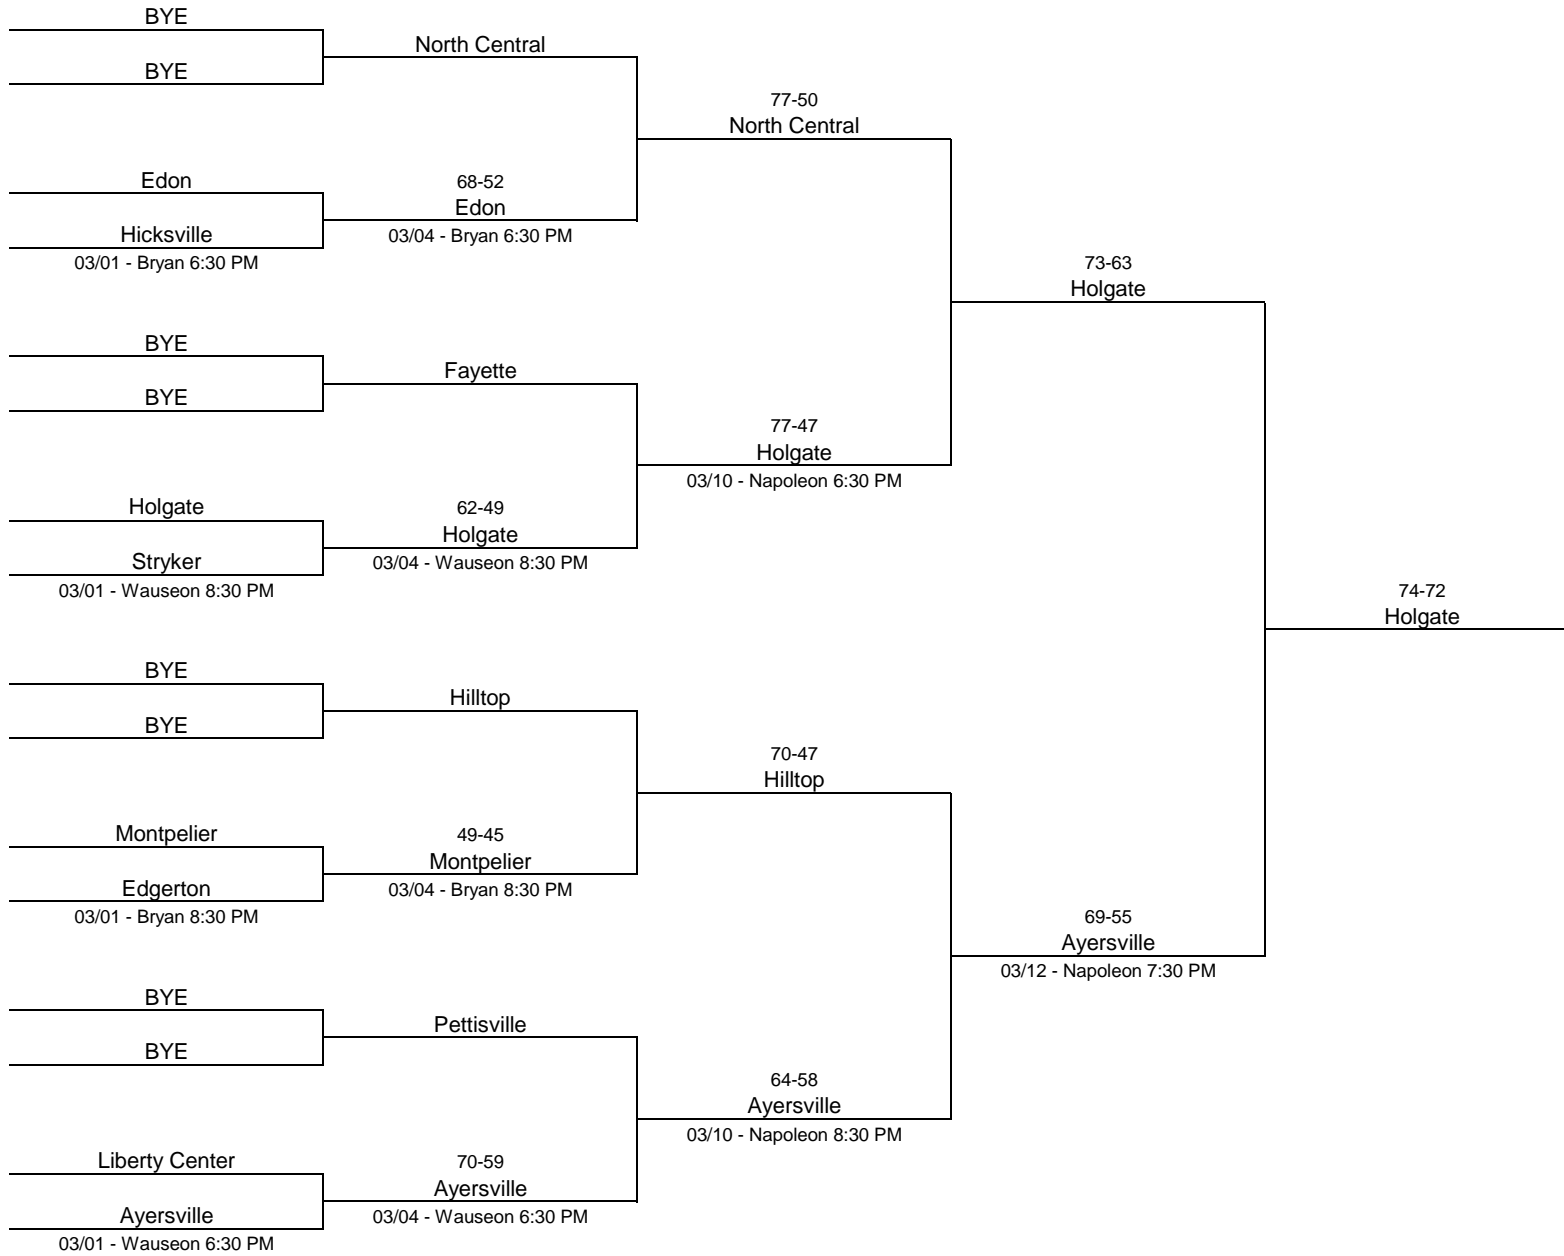 BYE
North Central
BYE
77-50
North Central
Edon
68-52
Edon
Hicksville
03/04 - Bryan 6:30 PM
03/01 - Bryan 6:30 PM
73-63
Holgate
BYE
Fayette
BYE
77-47
Holgate
03/10 - Napoleon 6:30 PM
Holgate
62-49
Holgate
Stryker
03/04 - Wauseon 8:30 PM
03/01 - Wauseon 8:30 PM
74-72
Holgate
BYE
Hilltop
BYE
70-47
Hilltop
Montpelier
49-45
Montpelier
Edgerton
03/04 - Bryan 8:30 PM
03/01 - Bryan 8:30 PM
69-55
Ayersville
03/12 - Napoleon 7:30 PM
BYE
Pettisville
BYE
64-58
Ayersville
03/10 - Napoleon 8:30 PM
Liberty Center
70-59
Ayersville
Ayersville
03/04 - Wauseon 6:30 PM
03/01 - Wauseon 6:30 PM